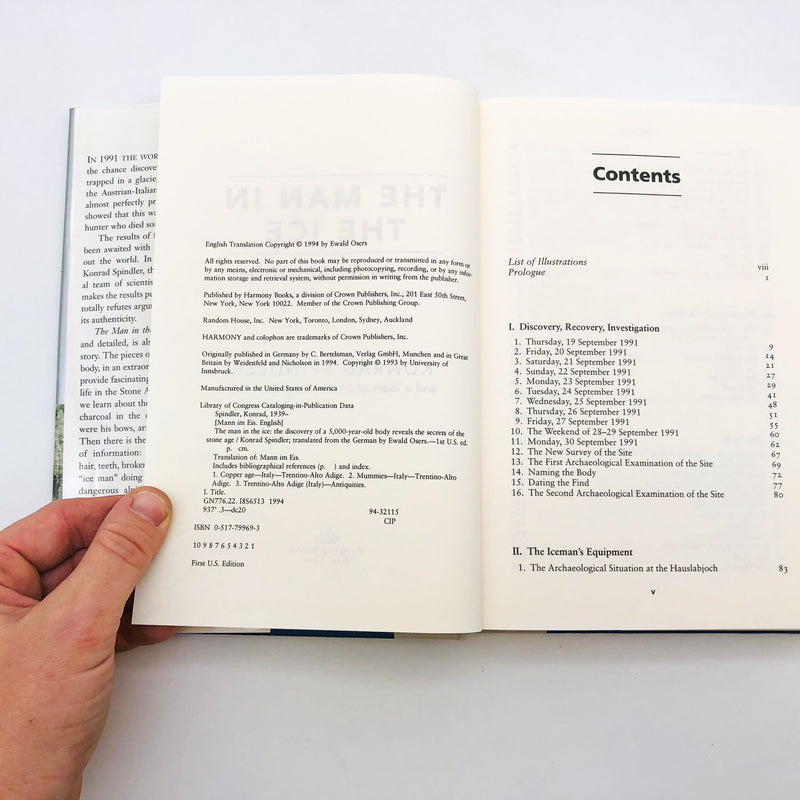 IN 1991 THE WOR
the chance discove
trapped in a glacie
the Austrian-Italian
almost perfectly pr
showed that this wa
hunter who died so
The results of
been awaited with
out the world. In
Konrad Spindler, th
al team of scientis
makes the results pu
totally refutes argu
its authenticity.
The Man in the
and detailed, is als
story. The pieces o
body, in an extraor
provide fascinating
life in the Stone A
we learn about the
charcoal in the
were his bows, ar
Then there is the
of information:
hair, teeth, broken
"ice man" doing
dangerous alwa
THE MAN IN
THE ICE
English Translation Copyright © 1994 by Ewald Osers
All rights reserved. No part of this book may be reproduced or transmitted in any form or
by any means, electronic or mechanical, including photocopying, recording, or by any infor-
mation storage and retrieval system, without permission in writing from the publisher.
Published by Harmony Books, a division of Crown Publishers, Inc., 201 East 50th Street,
New York, New York 10022. Member of the Crown Publishing Group.
Random House, Inc. New York, Toronto, London, Sydney, Auckland
HARMONY and colophon are trademarks of Crown Publishers, Inc.
Originally published in Germany by C. Bertelsman, Verlag GmbH, Munchen and in Great
Britain by Weidenfeld and Nicholson in 1994. Copyright © 1993 by University of
Innsbruck.
Manufactured in the United States of America
Library of Congress Cataloging-in-Publication Data
Spindler, Konrad, 1939–
[Mann im Eis. English]
The man in the ice: the discovery of a 5,000-year-old body reveals the secrets of the
stone age / Konrad Spindler; translated from the German by Ewald Osers.—1st U.S. ed.
p. cm.
Translation of: Mann im Eis.
Includes bibliographical references (p. ) and index.
1. Copper age—Italy—Trentino-Alto Adige. 2. Mummies—Italy—Trentino-Alto
Adige. 3. Trentino-Alto Adige (Italy)—Antiquities.
I. Title.
GN776.22. I8S6513 1994
937'.3—dc20 94-32115
CIP
ISBN 0-517-79969-3
10 9 8 7 6 5 4 3 2 1
First U.S. Edition
Contents
List of Illustrations viii
Prologue 1
I. Discovery, Recovery, Investigation
1. Thursday, 19 September 1991 9
2. Friday, 20 September 1991 14
3. Saturday, 21 September 1991 21
4. Sunday, 22 September 1991 27
5. Monday, 23 September 1991 29
6. Tuesday, 24 September 1991 41
7. Wednesday, 25 September 1991 48
8. Thursday, 26 September 1991 51
9. Friday, 27 September 1991 55
10. The Weekend of 28–29 September 1991 60
11. Monday, 30 September 1991 62
12. The New Survey of the Site 67
13. The First Archaeological Examination of the Site 69
14. Naming the Body 72
15. Dating the Find 77
16. The Second Archaeological Examination of the Site 80
II. The Iceman's Equipment
1. The Archaeological Situation at the Hauslabjoch 83
v